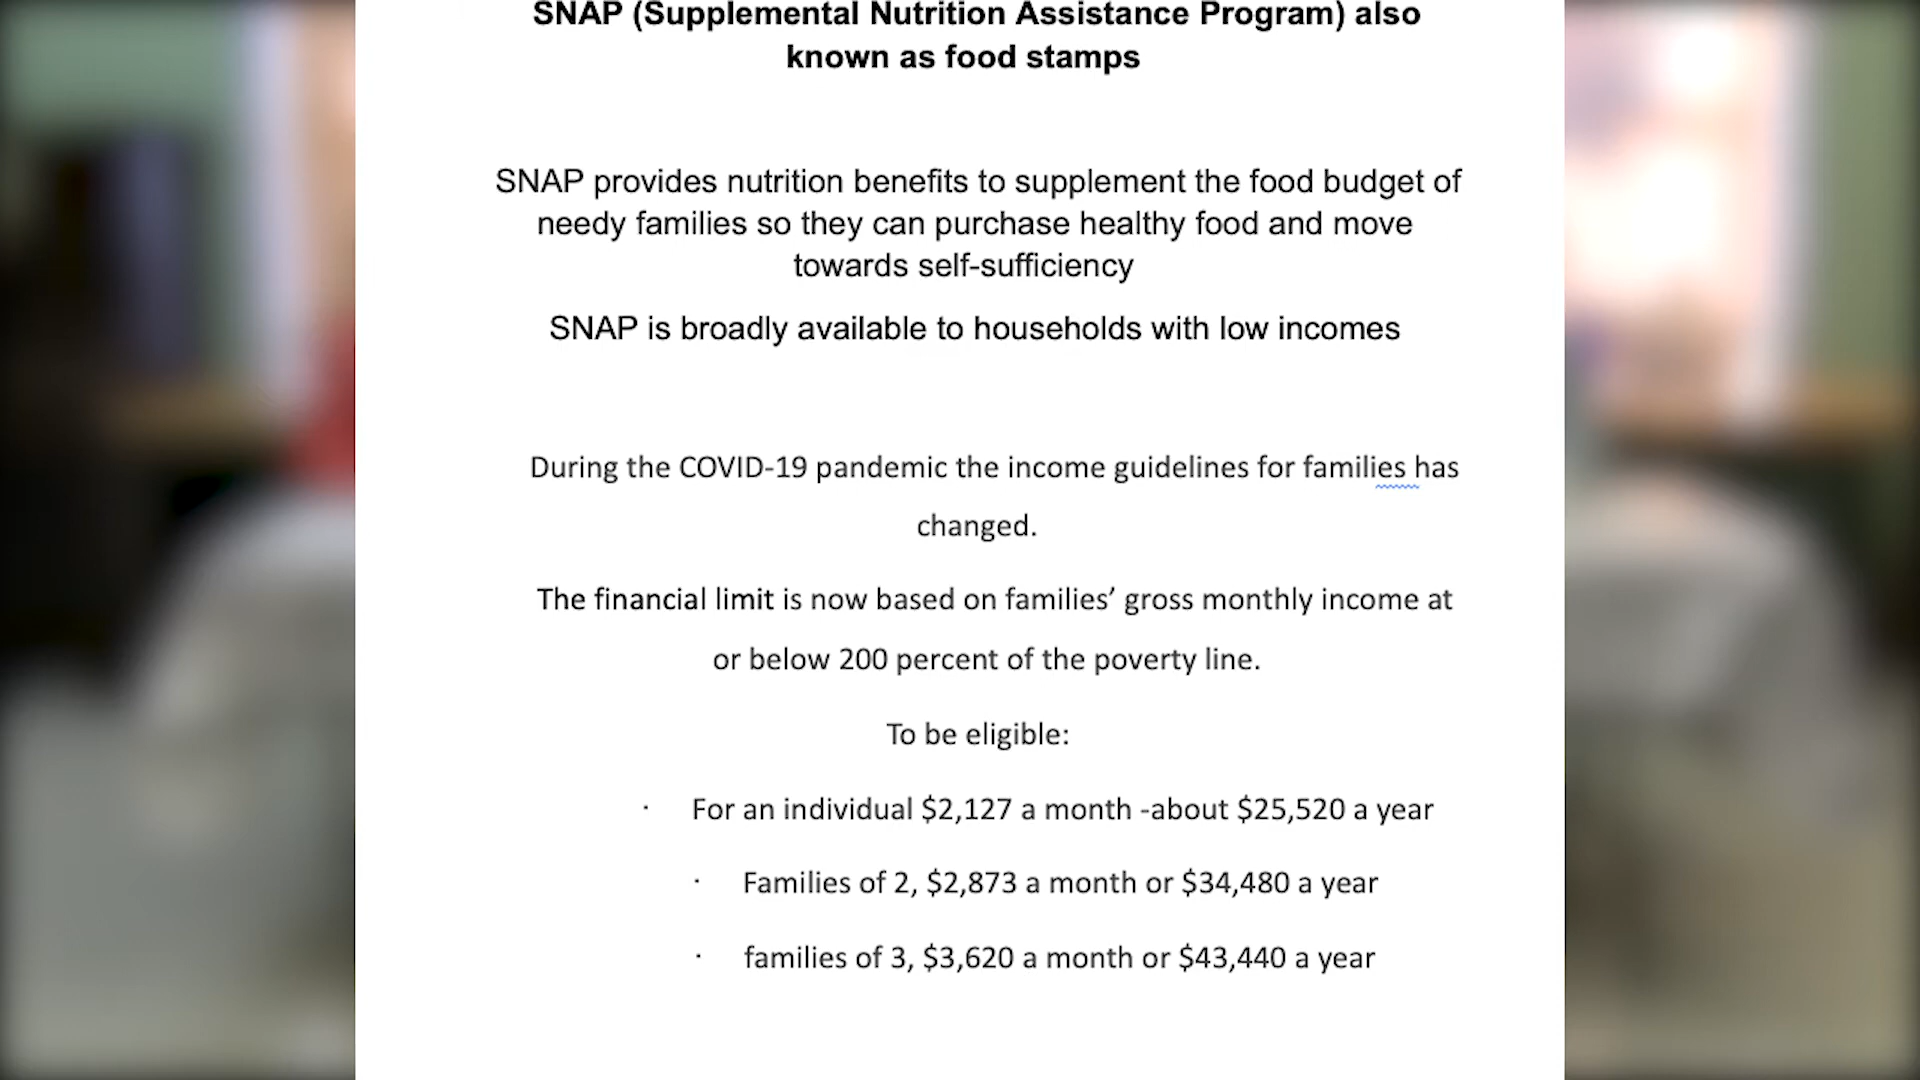 SNAP (Supplemental Nutrition Assistance Program) also
known as food stamps
SNAP provides nutrition benefits to supplement the food budget of
needy families so they can purchase healthy food and move
towards self-sufficiency
SNAP is broadly available to households with low incomes
During the COVID-19 pandemic the income guidelines for families has
changed.
The financial limit is now based on families’ gross monthly income at
or below 200 percent of the poverty line.
To be eligible:
· For an individual $2,127 a month -about $25,520 a year
· Families of 2, $2,873 a month or $34,480 a year
· families of 3, $3,620 a month or $43,440 a year